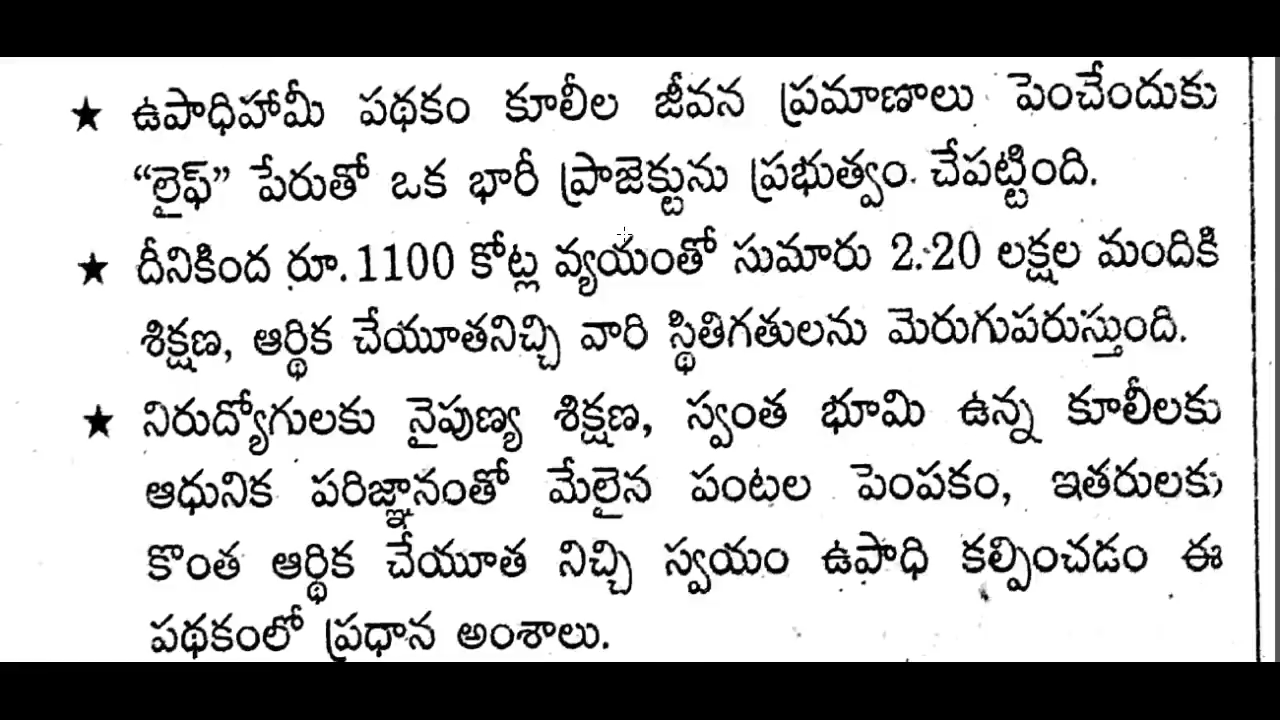 ★ ఉపాధిహామీ పథకం కూలీల జీవన ప్రమాణాలు పెంచేందుకు
“లైఫ్” పేరుతో ఒక భారీ ప్రాజెక్టును ప్రభుత్వం చేపట్టింది.
★ దీనికింద రూ.1100 కోట్ల వ్యయంతో సుమారు 2.20 లక్షల మందికి
శిక్షణ, ఆర్థిక చేయూతనిచ్చి వారి స్థితిగతులను మెరుగుపరుస్తుంది.
★ నిరుద్యోగులకు నైపుణ్య శిక్షణ, స్వంత భూమి ఉన్న కూలీలకు
ఆధునిక పరిజ్ఞానంతో మేలైన పంటల పెంపకం, ఇతరులకు
కొంత ఆర్థిక చేయూత నిచ్చి స్వయం ఉపాధి కల్పించడం ఈ
పథకంలో ప్రధాన అంశాలు.